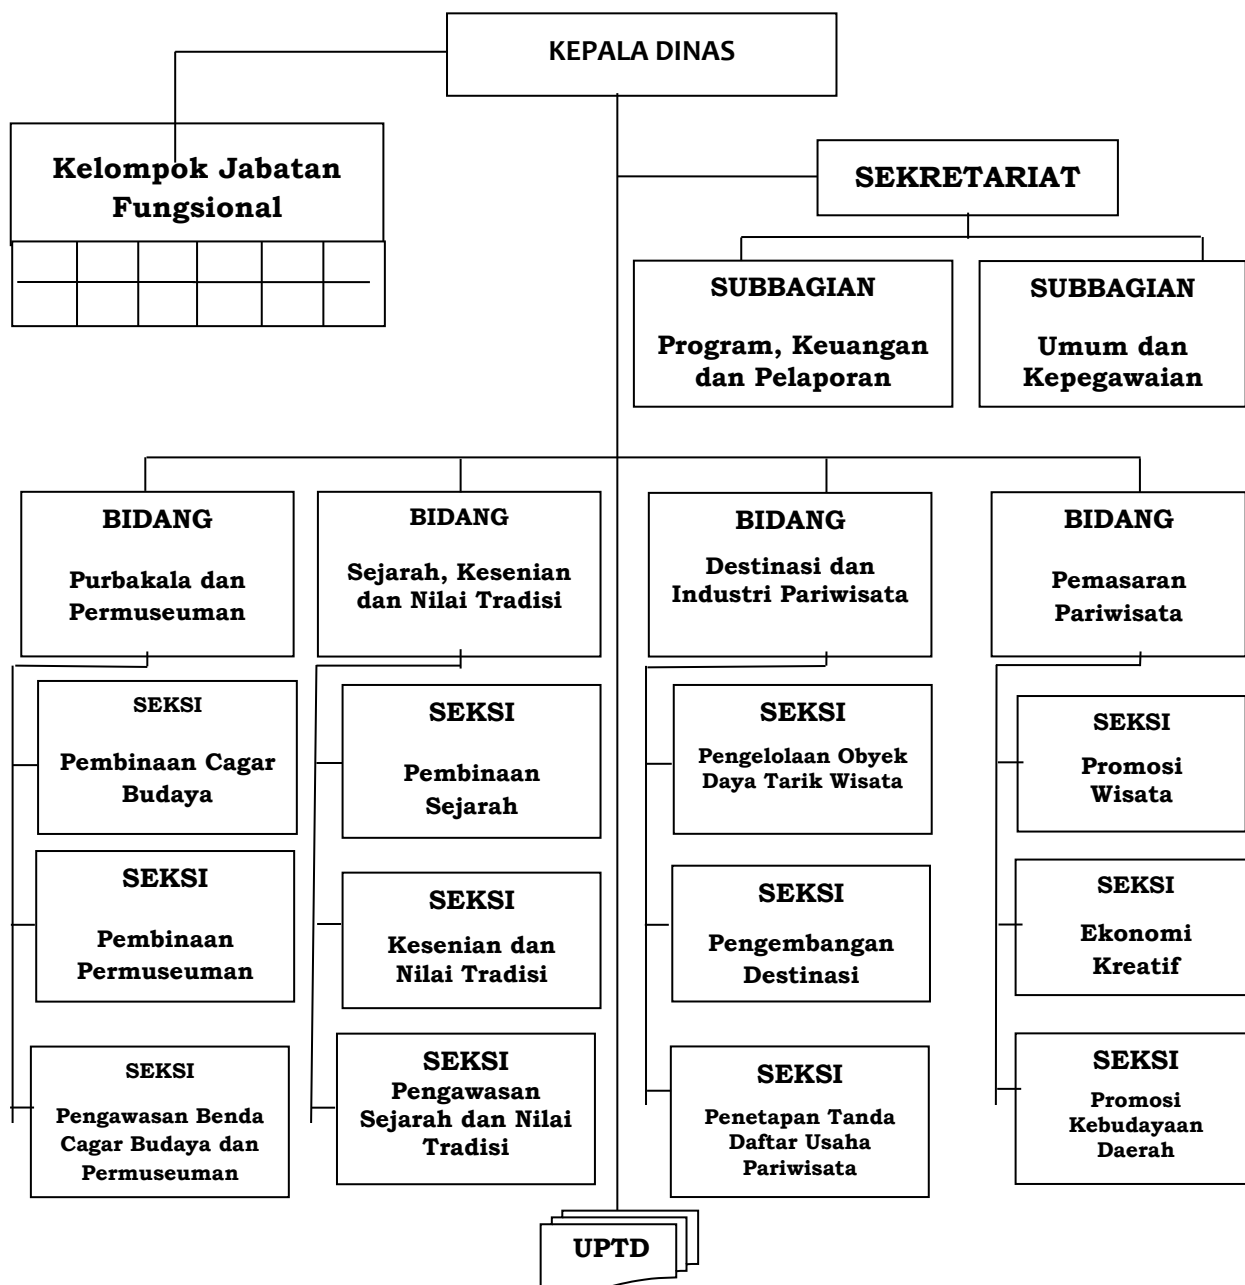 KEPALA DINAS
Kelompok Jabatan
Fungsional
SEKRETARIAT
SUBBAGIAN
Program, Keuangan
dan Pelaporan
SUBBAGIAN
Umum dan
Kepegawaian
BIDANG
Purbakala dan
Permuseuman
BIDANG
Sejarah, Kesenian
dan Nilai Tradisi
BIDANG
Destinasi dan
Industri Pariwisata
BIDANG
Pemasaran
Pariwisata
SEKSI
Pembinaan Cagar
Budaya
SEKSI
Pembinaan
Permuseuman
SEKSI
Pengawasan Benda
Cagar Budaya dan
Permuseuman
SEKSI
Pembinaan
Sejarah
SEKSI
Kesenian dan
Nilai Tradisi
SEKSI
Pengawasan
Sejarah dan Nilai
Tradisi
SEKSI
Pengelolaan Obyek
Daya Tarik Wisata
SEKSI
Pengembangan
Destinasi
SEKSI
Penetapan Tanda
Daftar Usaha
Pariwisata
SEKSI
Promosi
Wisata
SEKSI
Ekonomi
Kreatif
SEKSI
Promosi
Kebudayaan
Daerah
UPTD